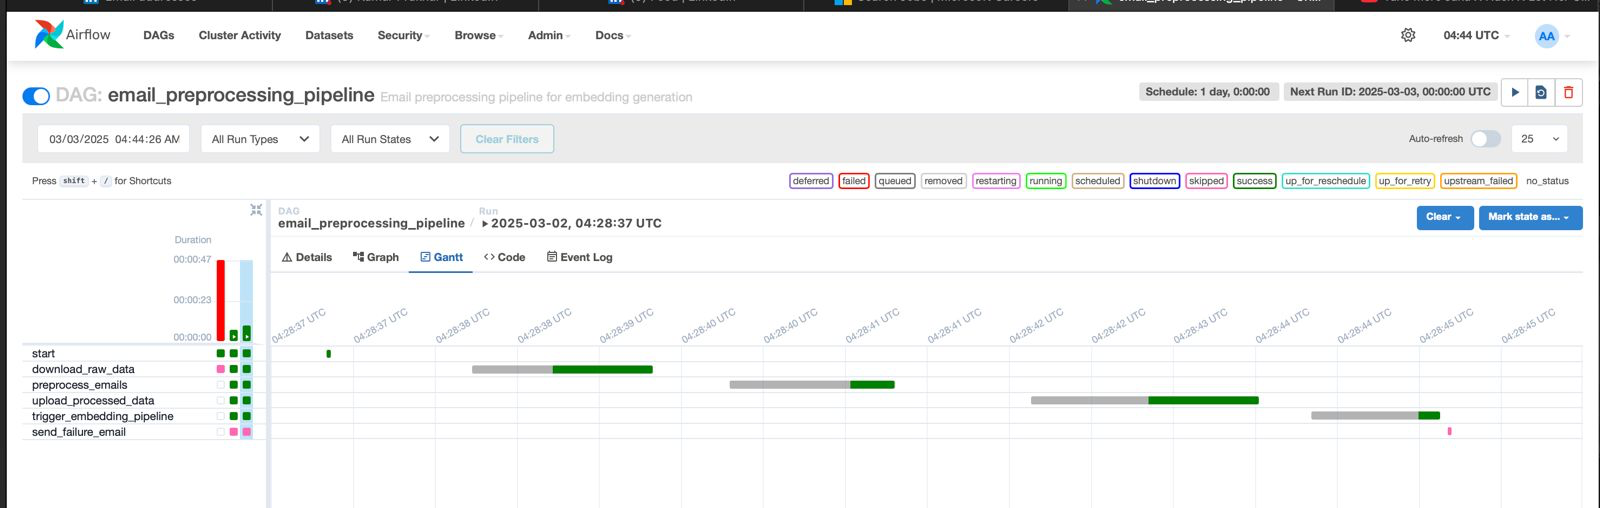 Airflow DAGs Cluster Activity Datasets Security Browse Admin Docs 04:44 UTC AA
DAG: email_preprocessing_pipeline Email preprocessing pipeline for embedding generation Schedule: 1 day, 0:00:00 Next Run ID: 2025-03-03, 00:00:00 UTC
03/03/2025 04:44:26 AM All Run Types All Run States Clear Filters Auto-refresh 25
Press shift + / for Shortcuts deferred failed queued removed restarting running scheduled shutdown skipped success up_for_reschedule up_for_retry upstream_failed no_status
DAG Run
email_preprocessing_pipeline / 2025-03-02, 04:28:37 UTC Clear Mark state as...
Duration
Details Graph Gantt Code Event Log
00:00:47
00:00:23
00:00:00
04:28:37 UTC 04:28:37 UTC 04:28:38 UTC 04:28:38 UTC 04:28:39 UTC 04:28:40 UTC 04:28:40 UTC 04:28:41 UTC 04:28:41 UTC 04:28:42 UTC 04:28:42 UTC 04:28:43 UTC 04:28:44 UTC 04:28:44 UTC 04:28:45 UTC 04:28:45 UTC
start
download_raw_data
preprocess_emails
upload_processed_data
trigger_embedding_pipeline
send_failure_email